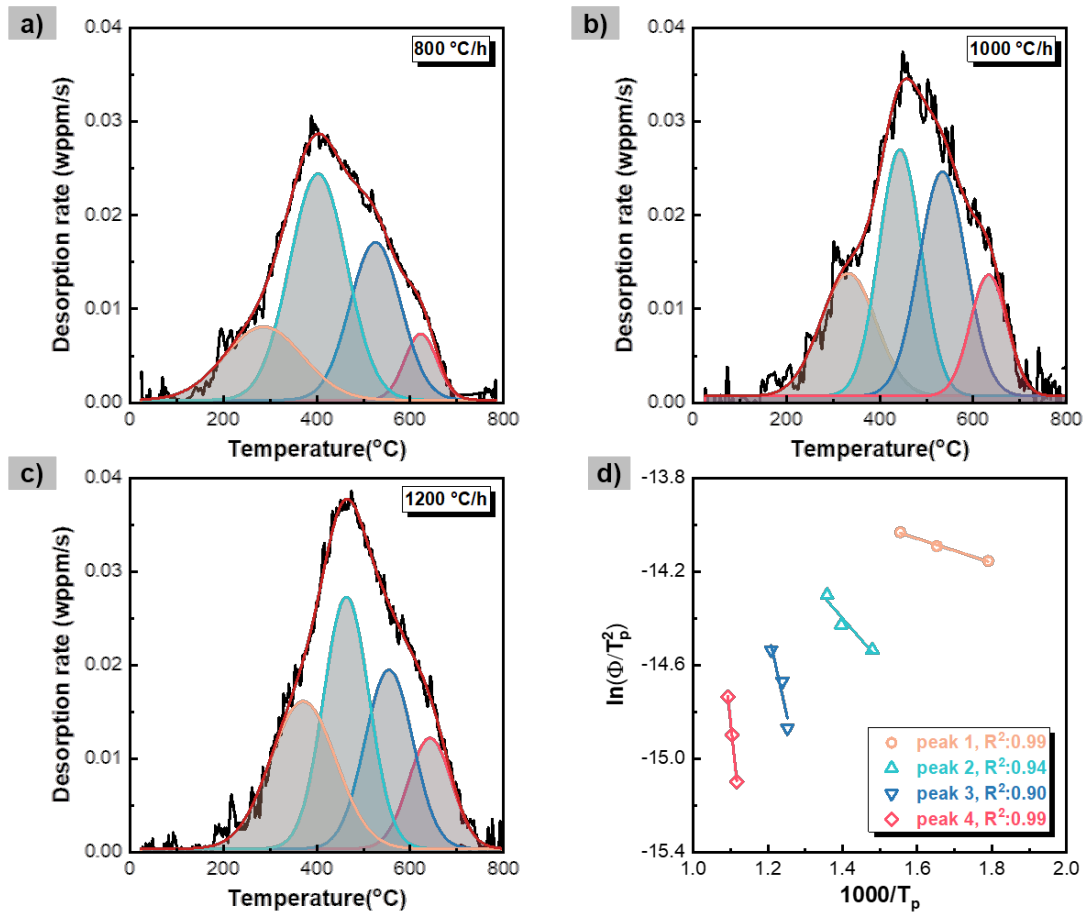 a)
800 °C/h
0.04
0.03
0.02
0.01
0.00
0
200
400
600
800
Desorption rate (wppm/s)
Temperature(°C)
b)
1000 °C/h
0.04
0.03
0.02
0.01
0.00
0
200
400
600
800
Desorption rate (wppm/s)
Temperature(°C)
c)
1200 °C/h
0.04
0.03
0.02
0.01
0.00
0
200
400
600
800
Desorption rate (wppm/s)
Temperature(°C)
d)
-13.8
-14.2
-14.6
-15.0
-15.4
1.0
1.2
1.4
1.6
1.8
2.0
ln(Φ/T²ₚ)
1000/Tₚ
peak 1, R²:0.99
peak 2, R²:0.94
peak 3, R²:0.90
peak 4, R²:0.99